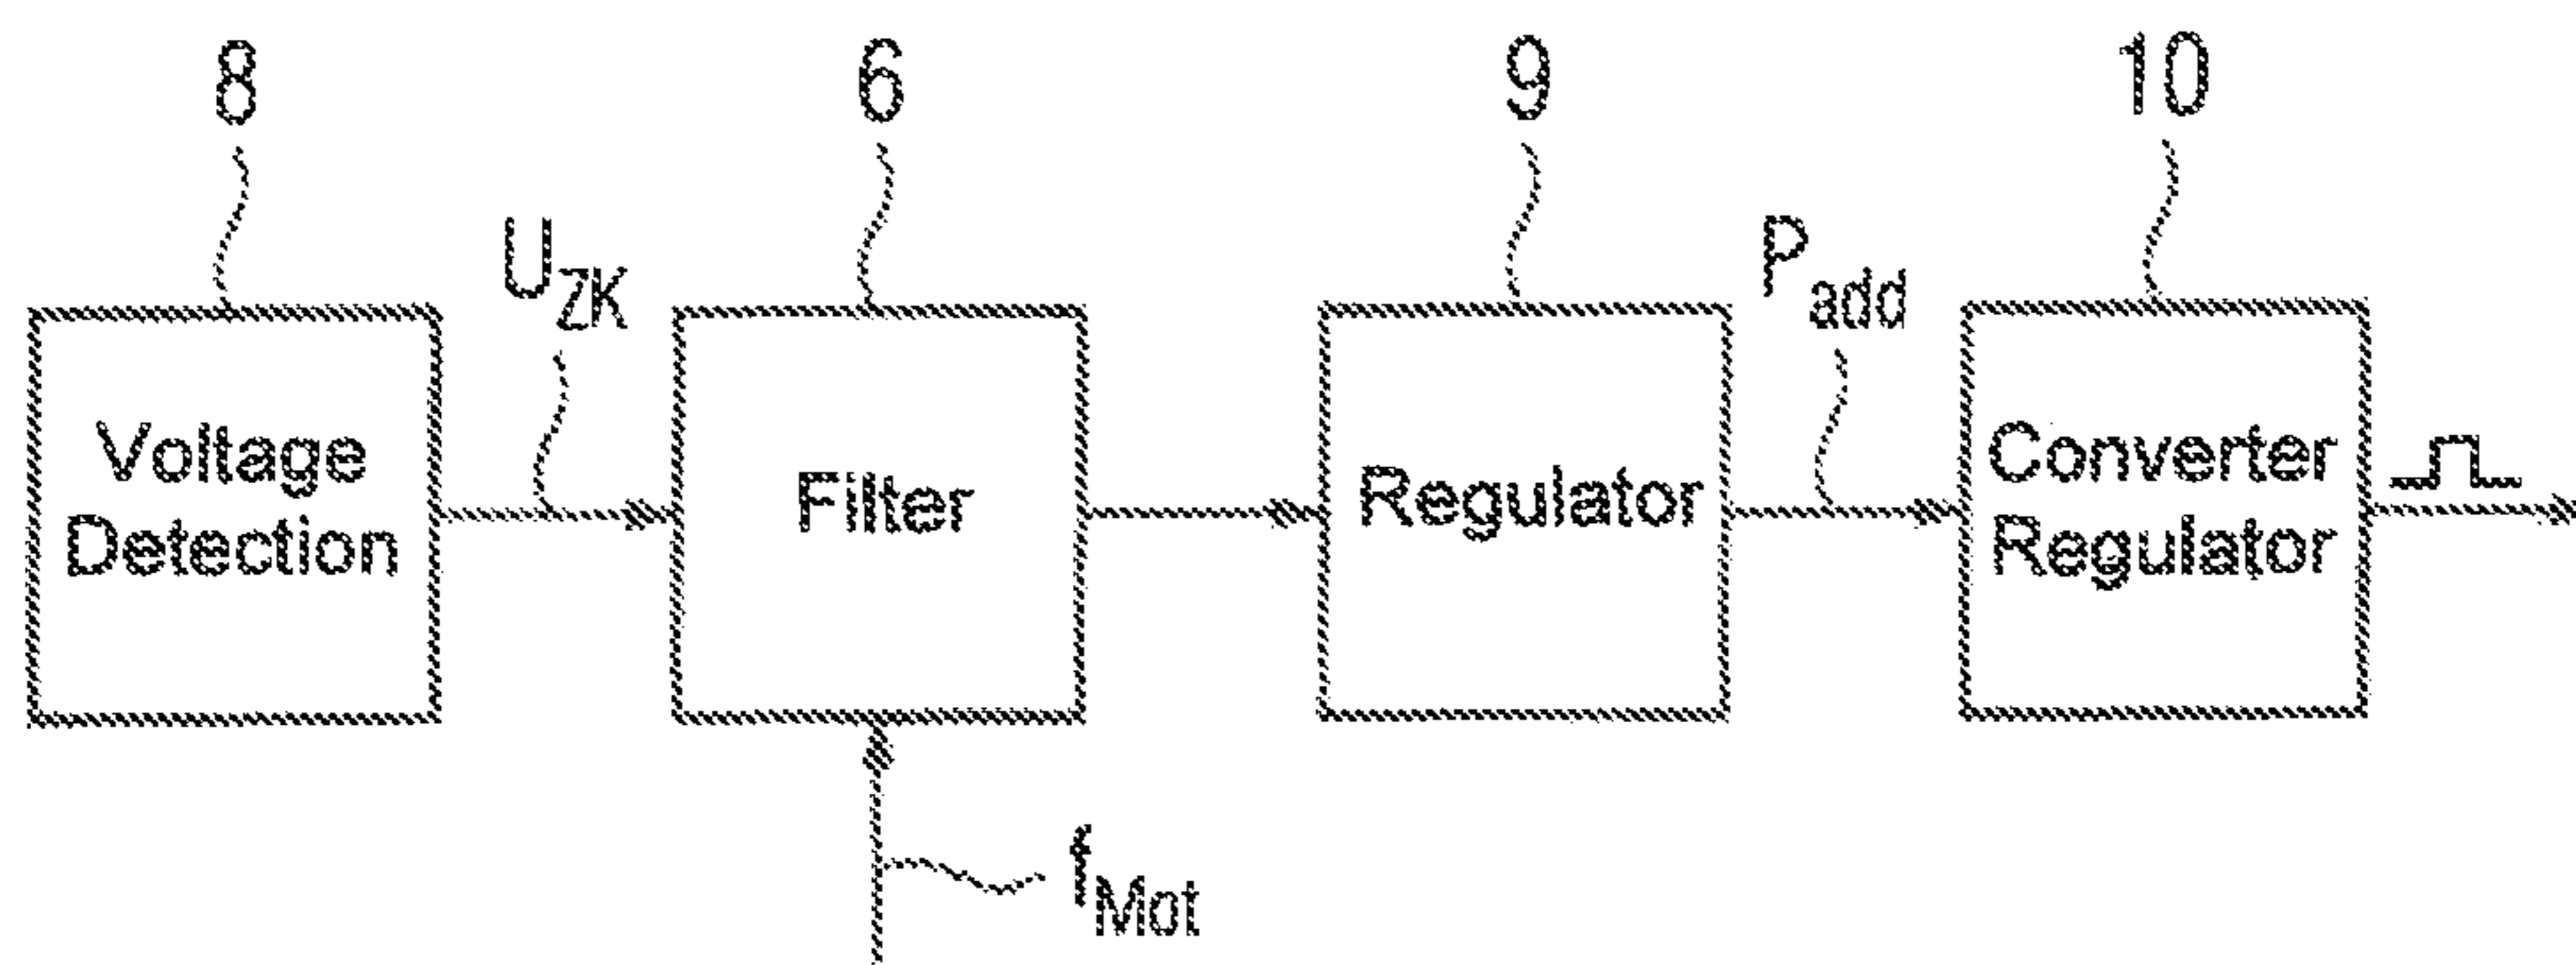 8
6
9
10
U_ZK
P_add
Voltage
Detection
Filter
Regulator
Converter
Regulator
f_Mot